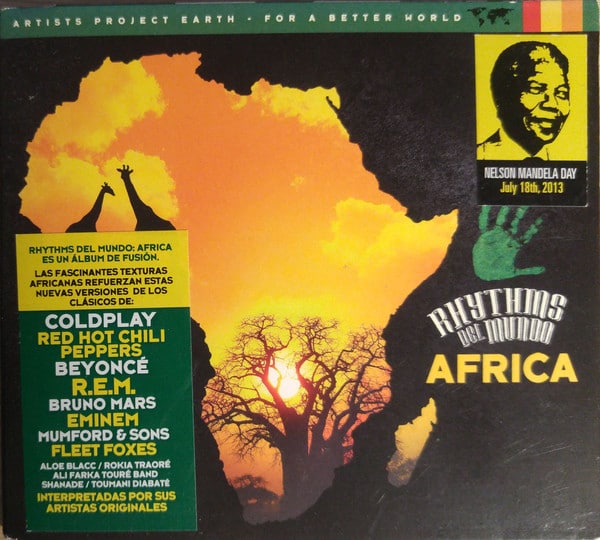 ARTISTS PROJECT EARTH - FOR A BETTER WORLD
NELSON MANDELA DAY
July 18th, 2013
RHYTHMS
DEL MUNDO
AFRICA
RHYTHMS DEL MUNDO: AFRICA
ES UN ÁLBUM DE FUSIÓN.
LAS FASCINANTES TEXTURAS
AFRICANAS REFUERZAN ESTAS
NUEVAS VERSIONES DE LOS
CLÁSICOS DE:
COLDPLAY
RED HOT CHILI
PEPPERS
BEYONCÉ
R.E.M.
BRUNO MARS
EMINEM
MUMFORD & SONS
FLEET FOXES
ALOE BLACC / ROKIA TRAORÉ
ALI FARKA TOURÉ BAND
SHANADE / TOUMANI DIABATÉ
INTERPRETADAS POR SUS
ARTISTAS ORIGINALES